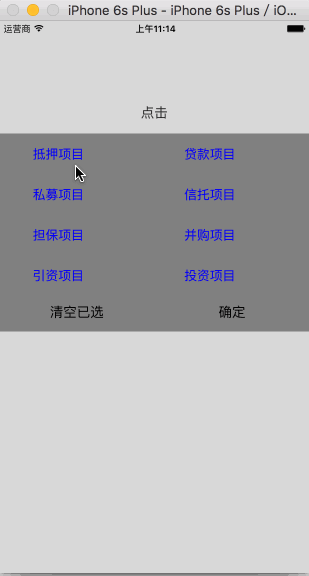 iPhone 6s Plus - iPhone 6s Plus / iO...
运营商 上午11:14
点击
抵押项目 贷款项目
私募项目 信托项目
担保项目 并购项目
引资项目 投资项目
清空已选 确定